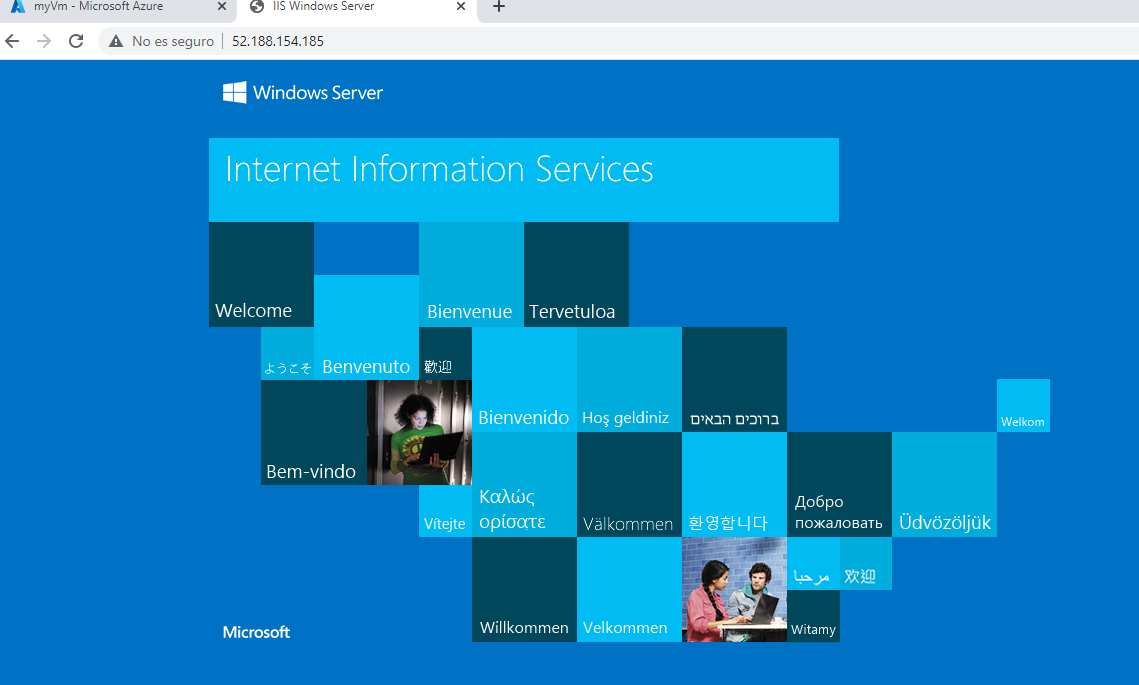 myVm - Microsoft Azure
IIS Windows Server
No es seguro
52.188.154.185
Windows Server
Internet Information Services
Welcome
Bienvenue
Tervetuloa
ようこそ
Benvenuto
歡迎
Bienvenido
Hoş geldiniz
ברוכים הבאים
Welkom
Bem-vindo
Vítejte
Καλώς
ορίσατε
Välkommen
환영합니다
Добро
пожаловать
Üdvözöljük
مرحبا
欢迎
Willkommen
Velkommen
Witamy
Microsoft